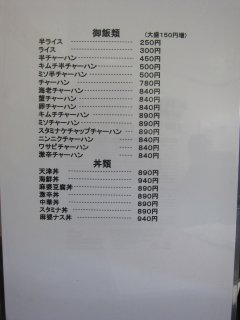 御飯類 (大盛150円増)
半ライス ------------ 250円
ライス ------------ 300円
半チャーハン ------------ 450円
キムチ半チャーハン ------------ 500円
ミソ半チャーハン ------------ 500円
チャーハン ------------ 780円
海老チャーハン ------------ 840円
蟹チャーハン ------------ 840円
卵チャーハン ------------ 840円
キムチチャーハン ------------ 890円
ミソチャーハン ------------ 890円
スタミナケチャップチャーハン ------ 890円
ニンニクチャーハン ------------ 840円
ワサビチャーハン ------------ 840円
激辛チャーハン ------------ 840円
丼類
天津丼 ------------ 890円
海鮮丼 ------------ 940円
麻婆豆腐丼 ------------ 890円
激辛丼 ------------ 890円
中華丼 ------------ 890円
スタミナ丼 ------------ 890円
麻婆ナス丼 ------------ 940円